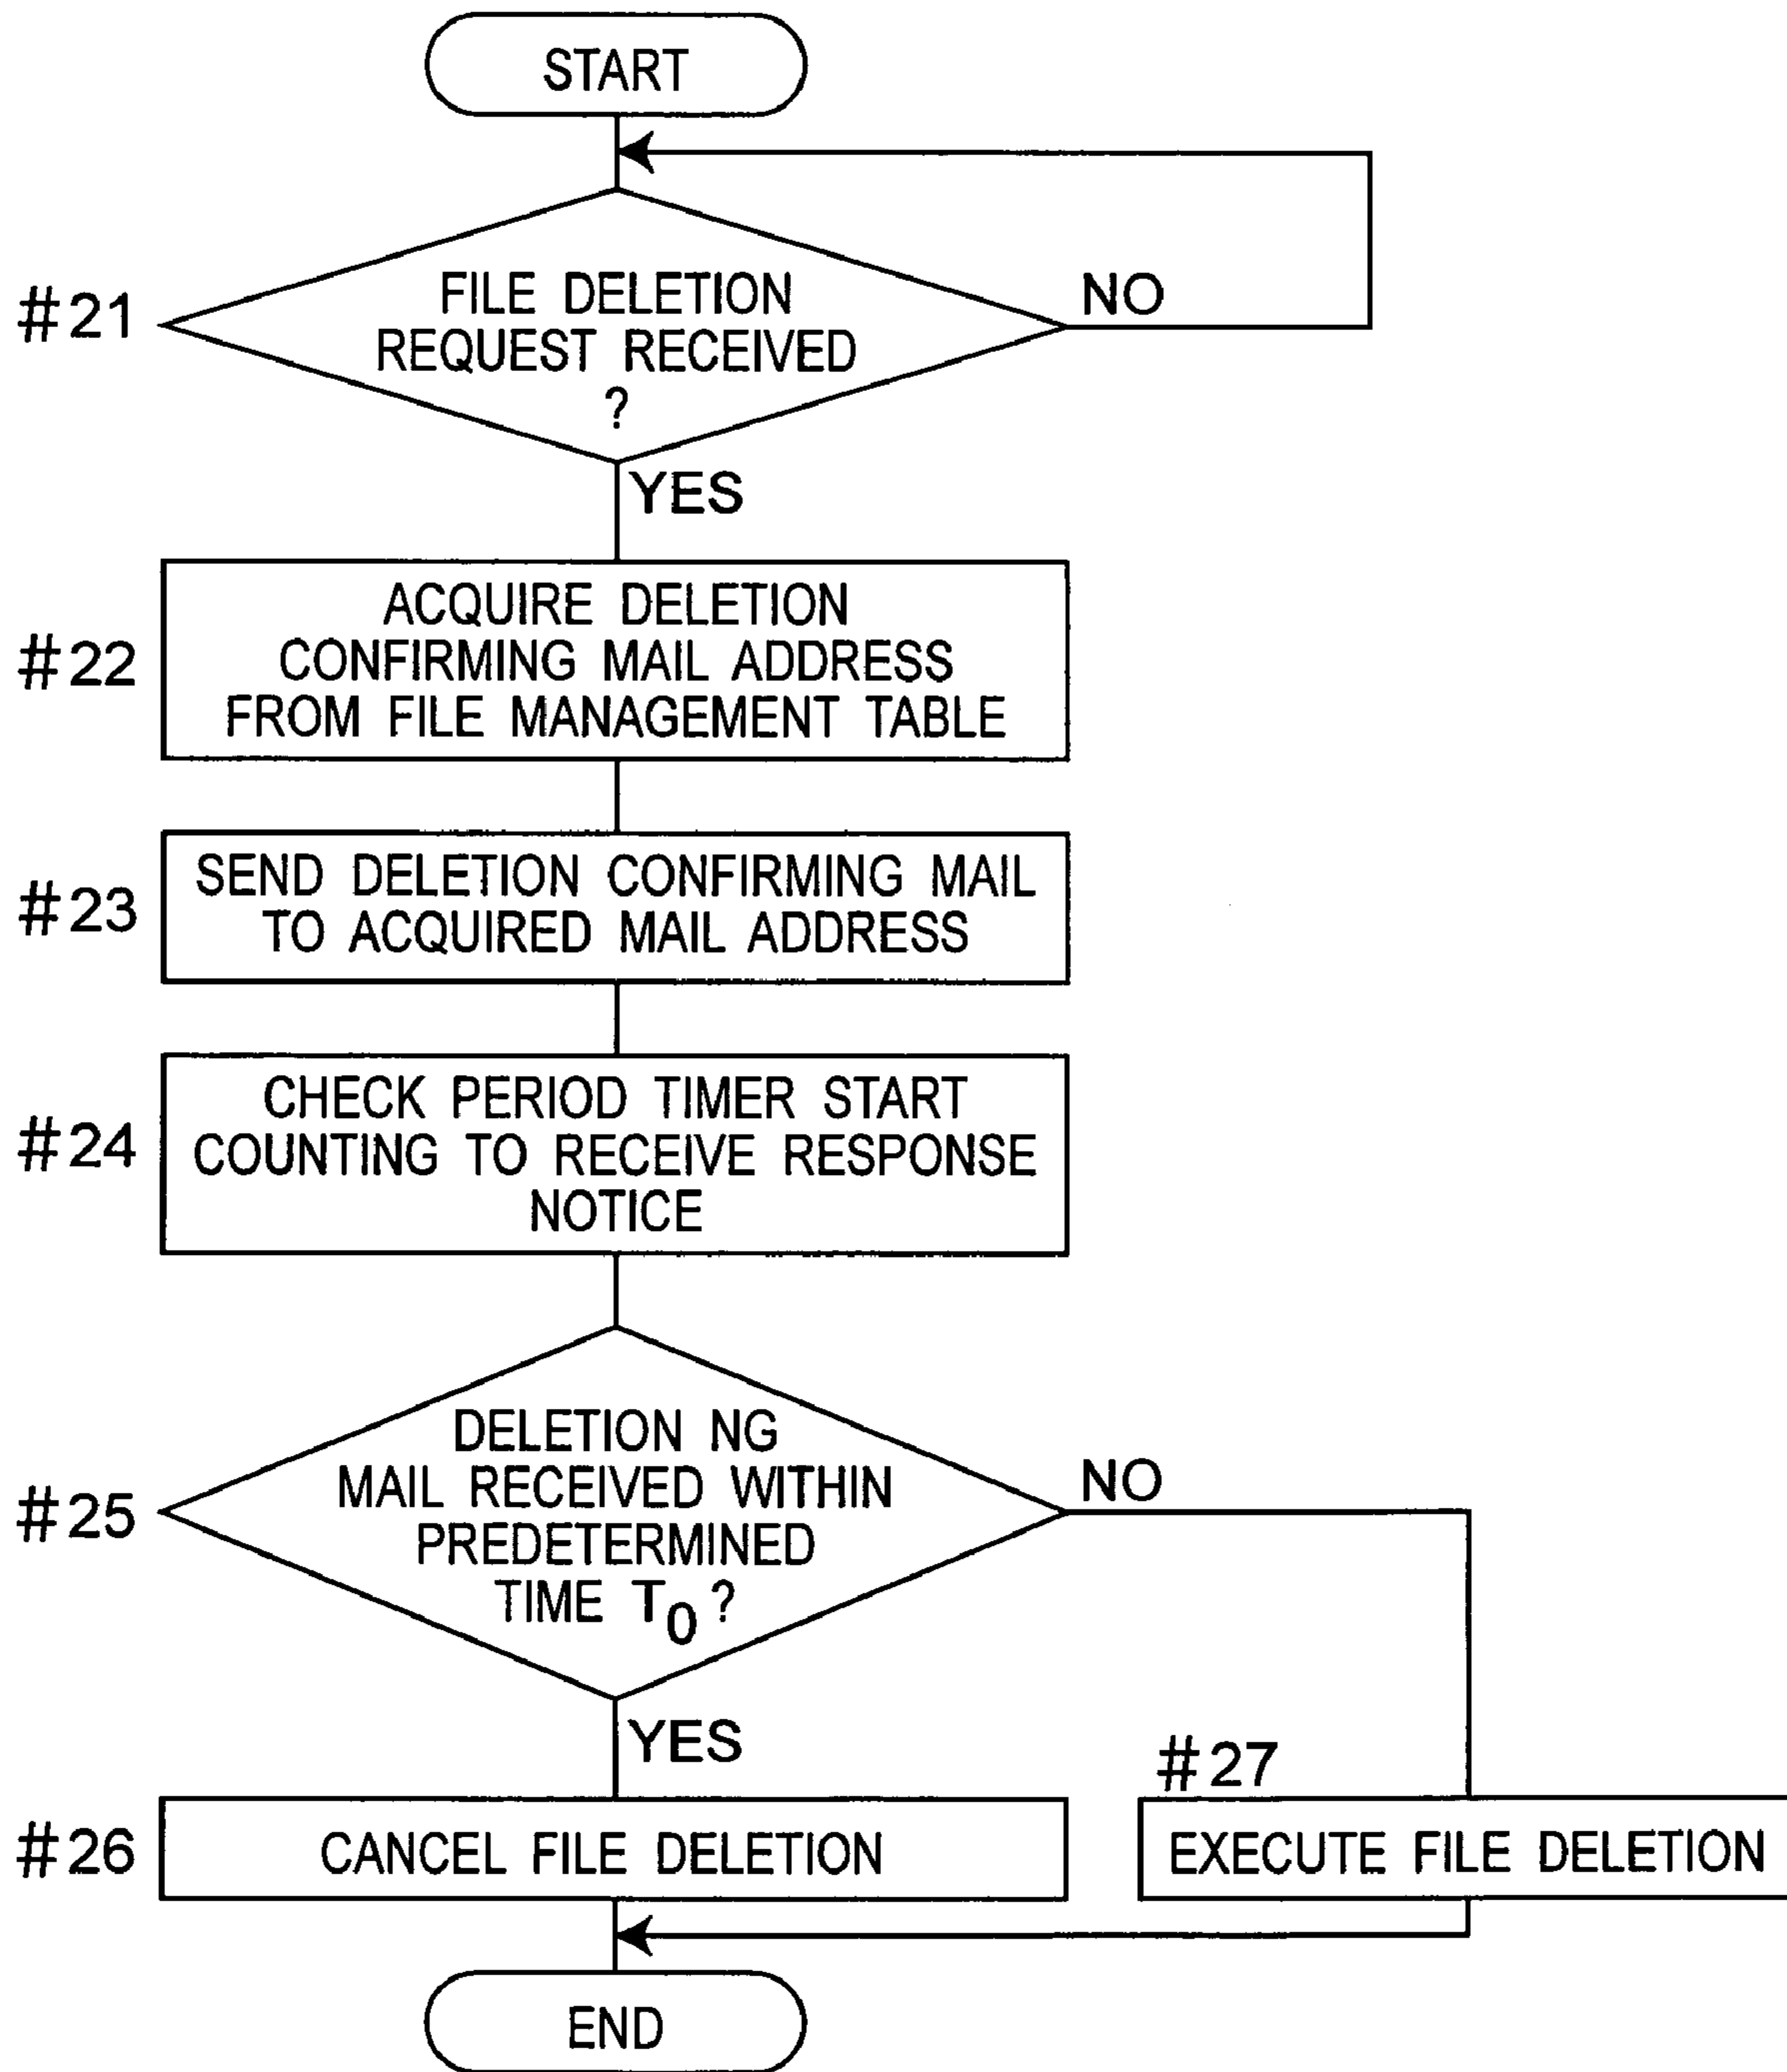 START
#21
FILE DELETION
REQUEST RECEIVED
?
NO
YES
#22
ACQUIRE DELETION
CONFIRMING MAIL ADDRESS
FROM FILE MANAGEMENT TABLE
#23
SEND DELETION CONFIRMING MAIL
TO ACQUIRED MAIL ADDRESS
#24
CHECK PERIOD TIMER START
COUNTING TO RECEIVE RESPONSE
NOTICE
#25
DELETION NG
MAIL RECEIVED WITHIN
PREDETERMINED
TIME T₀ ?
NO
YES
#26
CANCEL FILE DELETION
#27
EXECUTE FILE DELETION
END